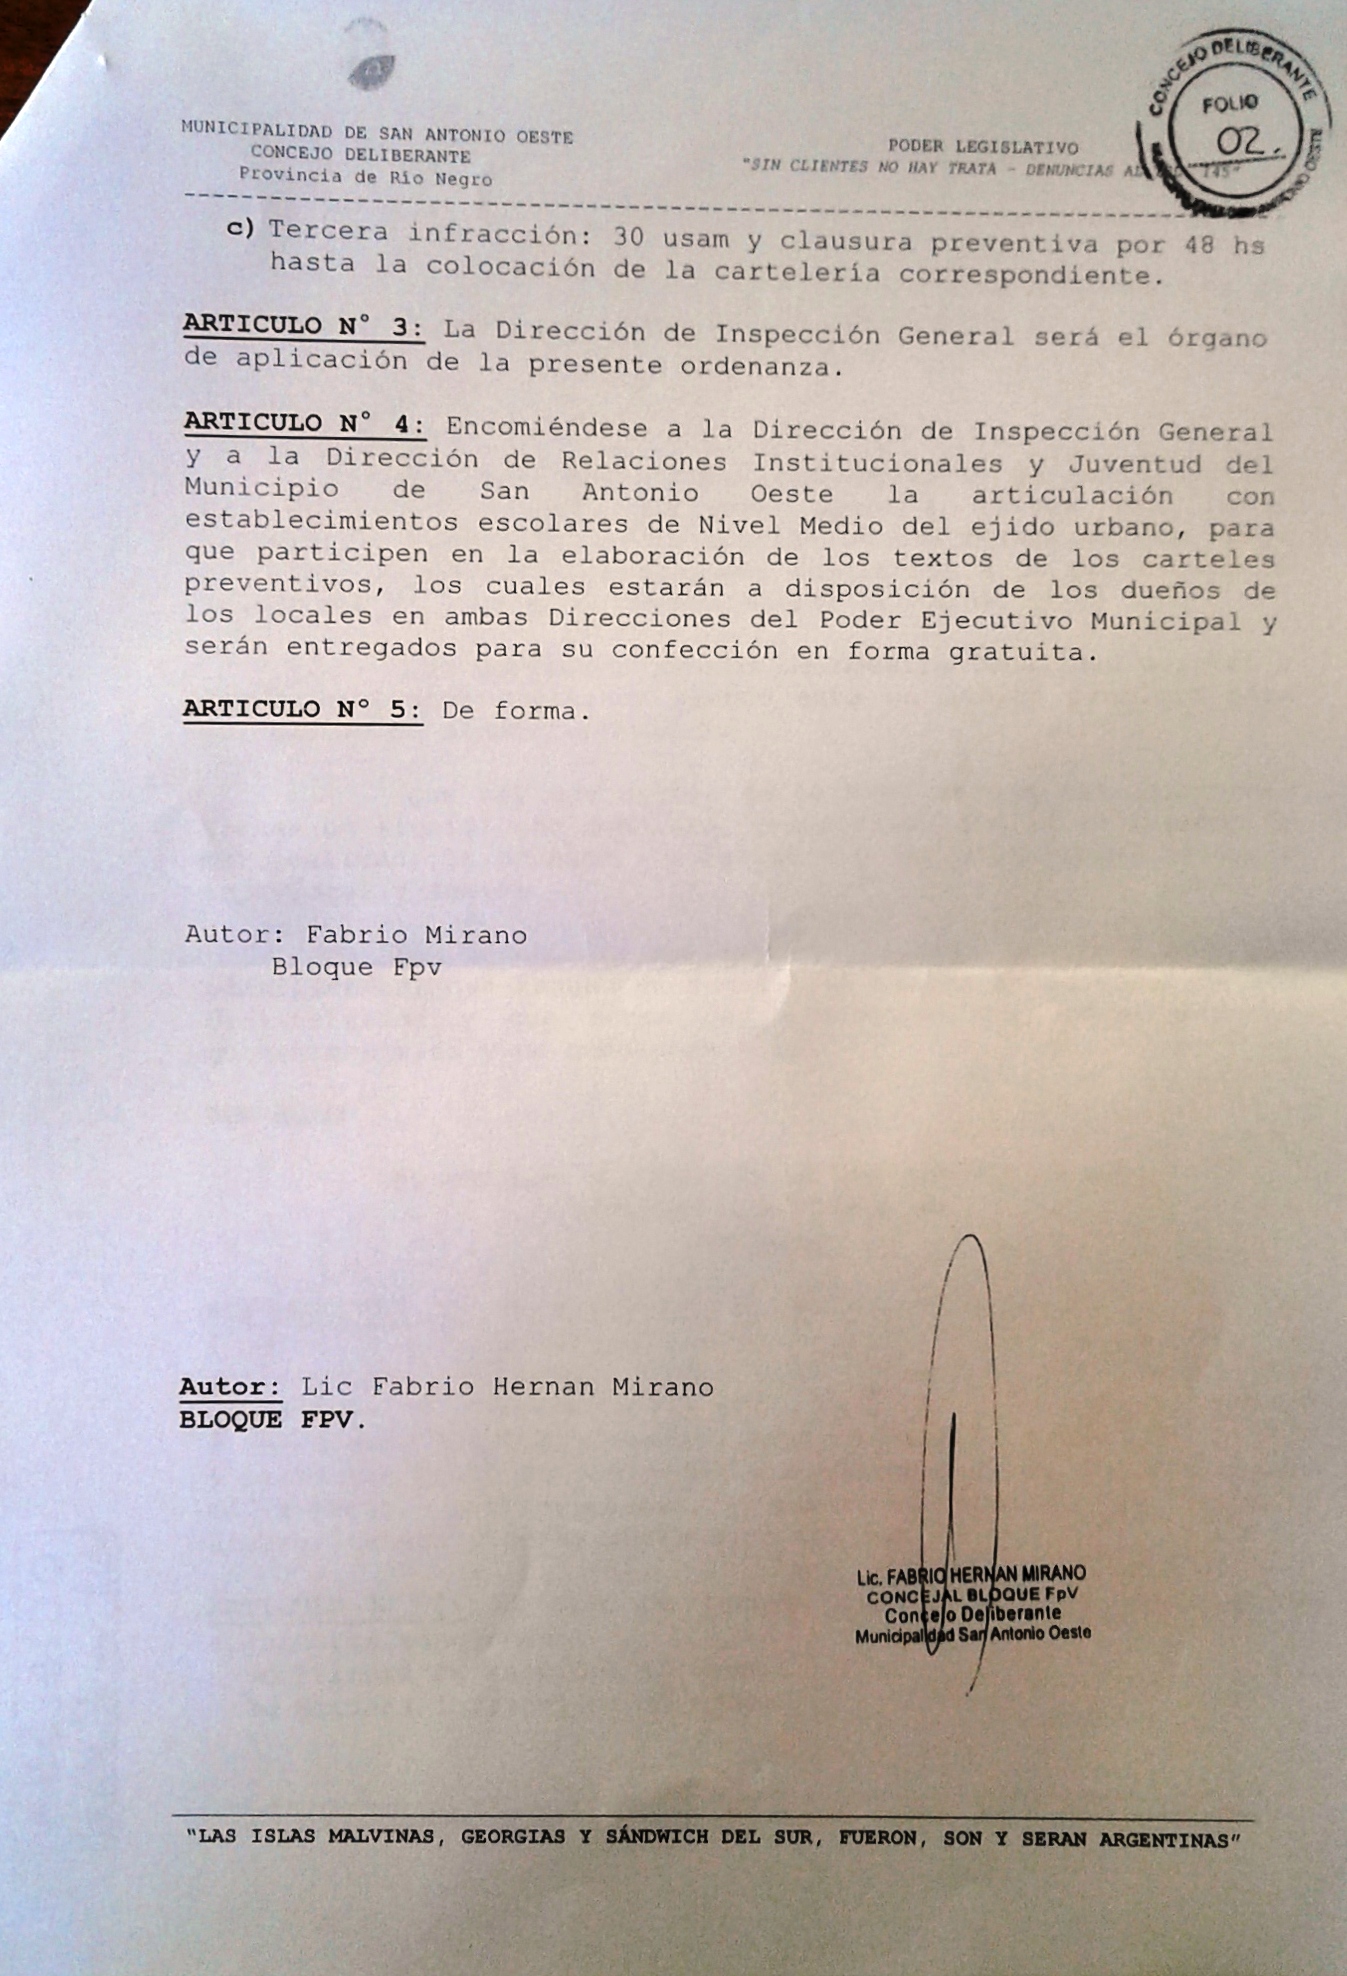 MUNICIPALIDAD DE SAN ANTONIO OESTE
CONCEJO DELIBERANTE
Provincia de Río Negro
PODER LEGISLATIVO
"SIN CLIENTES NO HAY TRATA - DENUNCIAS AL 145"
CONCEJO DELIBERANTE
FOLIO
02.
c) Tercera infracción: 30 usam y clausura preventiva por 48 hs
hasta la colocación de la cartelería correspondiente.
ARTICULO N° 3: La Dirección de Inspección General será el órgano
de aplicación de la presente ordenanza.
ARTICULO N° 4: Encomiéndese a la Dirección de Inspección General
y a la Dirección de Relaciones Institucionales y Juventud del
Municipio de San Antonio Oeste la articulación con
establecimientos escolares de Nivel Medio del ejido urbano, para
que participen en la elaboración de los textos de los carteles
preventivos, los cuales estarán a disposición de los dueños de
los locales en ambas Direcciones del Poder Ejecutivo Municipal y
serán entregados para su confección en forma gratuita.
ARTICULO N° 5: De forma.
Autor: Fabrio Mirano
Bloque Fpv
Autor: Lic Fabrio Hernan Mirano
BLOQUE FPV.
Lic. FABRIO HERNAN MIRANO
CONCEJAL BLOQUE FpV
Concejo Deliberante
Municipalidad San Antonio Oeste
"LAS ISLAS MALVINAS, GEORGIAS Y SÁNDWICH DEL SUR, FUERON, SON Y SERAN ARGENTINAS"